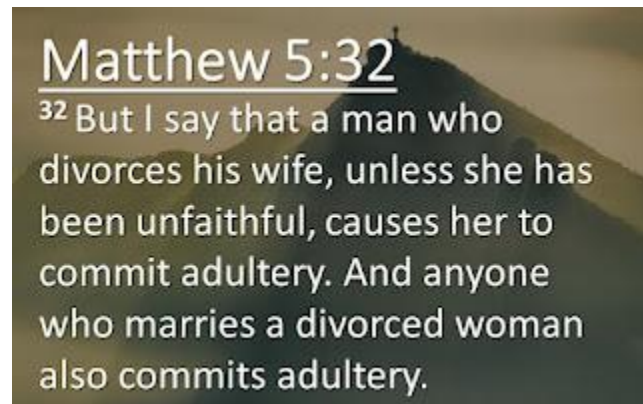 Matthew 5:32
32 But I say that a man who
divorces his wife, unless she has
been unfaithful, causes her to
commit adultery. And anyone
who marries a divorced woman
also commits adultery.